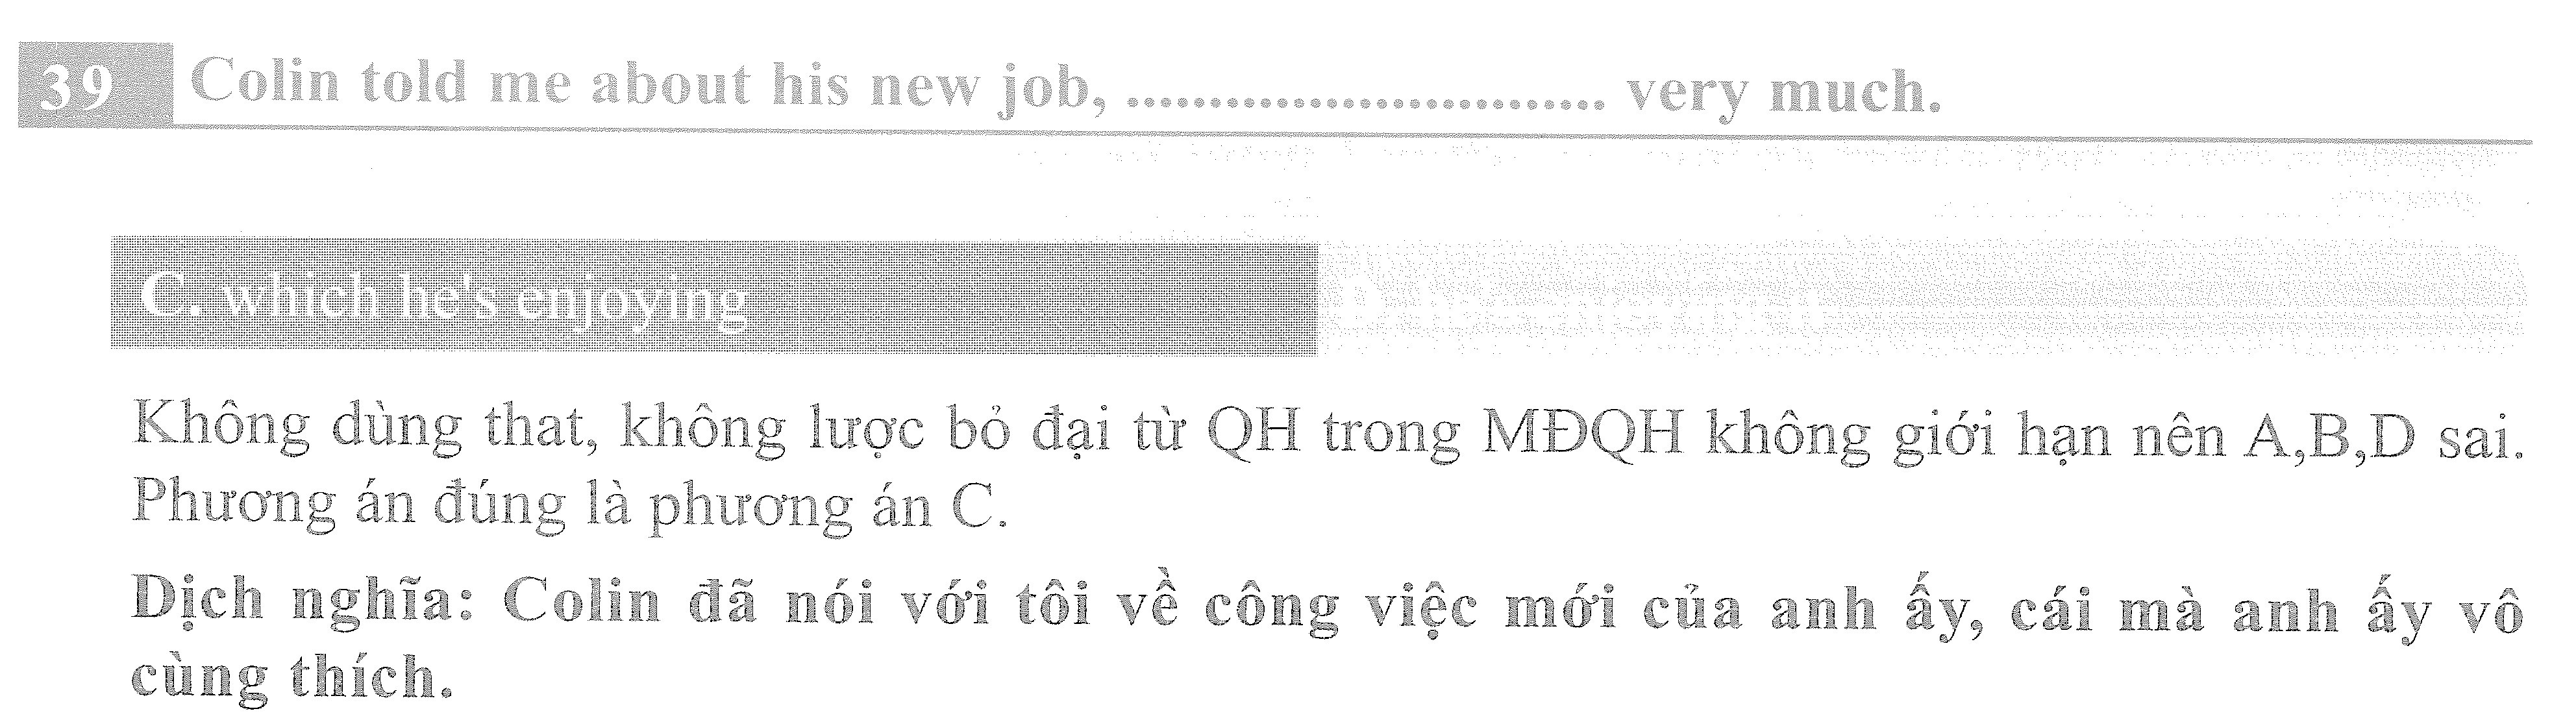 39 Colin told me about his new job, ............................ very much.
C. which he's enjoying
Không dùng that, không lược bỏ đại từ QH trong MĐQH không giới hạn nên A,B,D sai.
Phương án đúng là phương án C.
Dịch nghĩa: Colin đã nói với tôi về công việc mới của anh ấy, cái mà anh ấy vô
cùng thích.